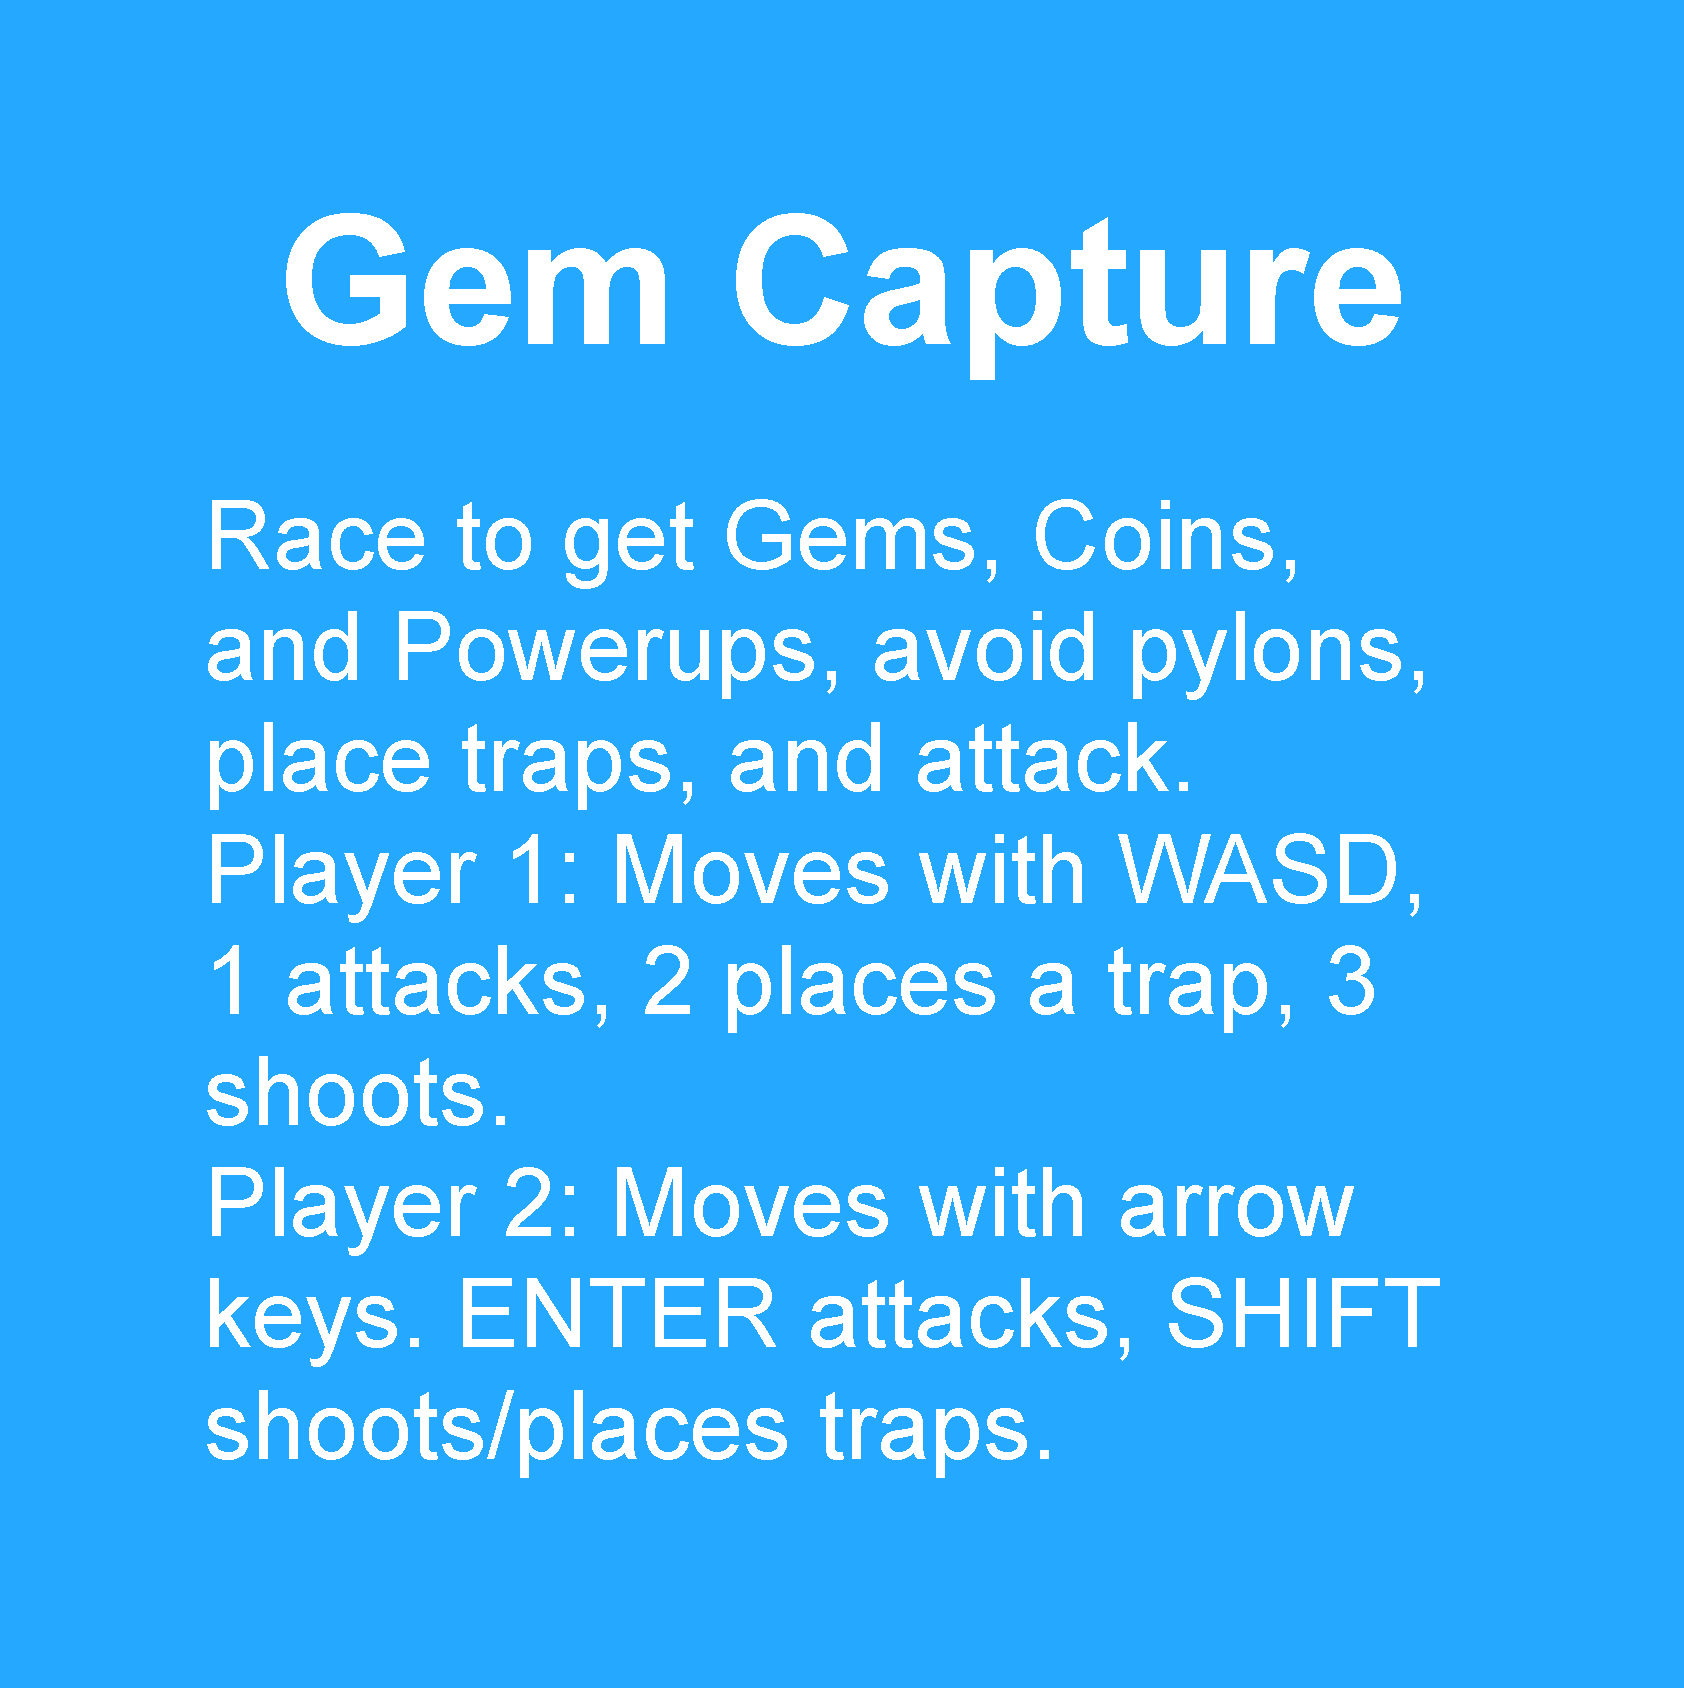 Gem Capture
Race to get Gems, Coins,
and Powerups, avoid pylons,
place traps, and attack.
Player 1: Moves with WASD,
1 attacks, 2 places a trap, 3
shoots.
Player 2: Moves with arrow
keys. ENTER attacks, SHIFT
shoots/places traps.